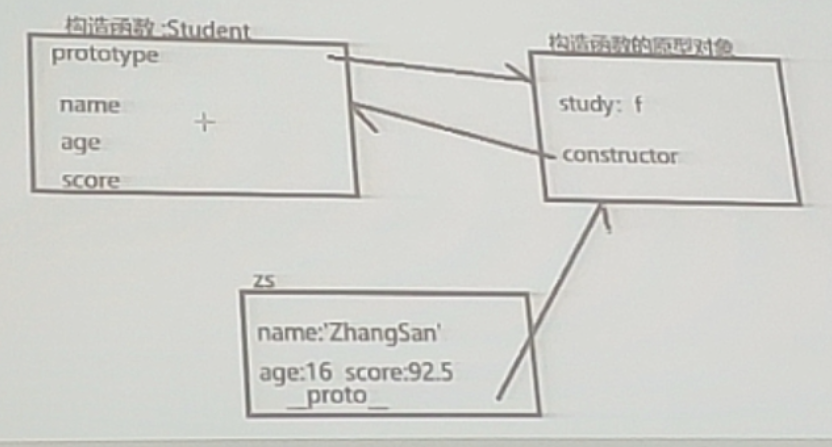 构造函数 :Student
prototype
name
age
score
构造函数的原型对象
study: f
constructor
zs
name:'ZhangSan'
age:16 score:92.5
__proto__